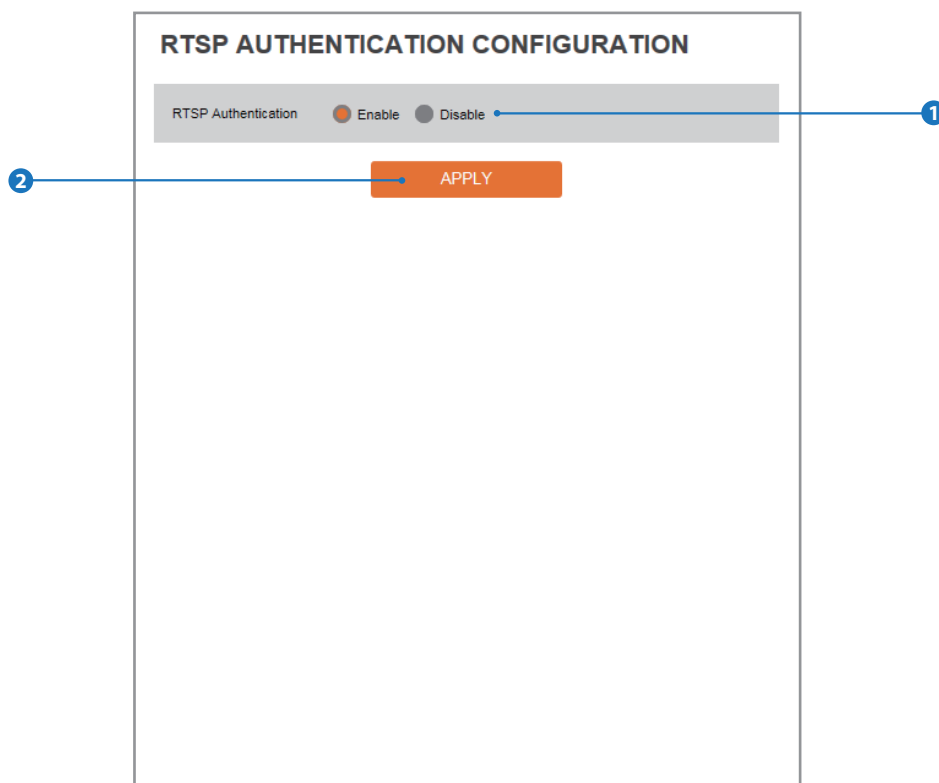 RTSP AUTHENTICATION CONFIGURATION
RTSP Authentication Enable Disable
1
2
APPLY